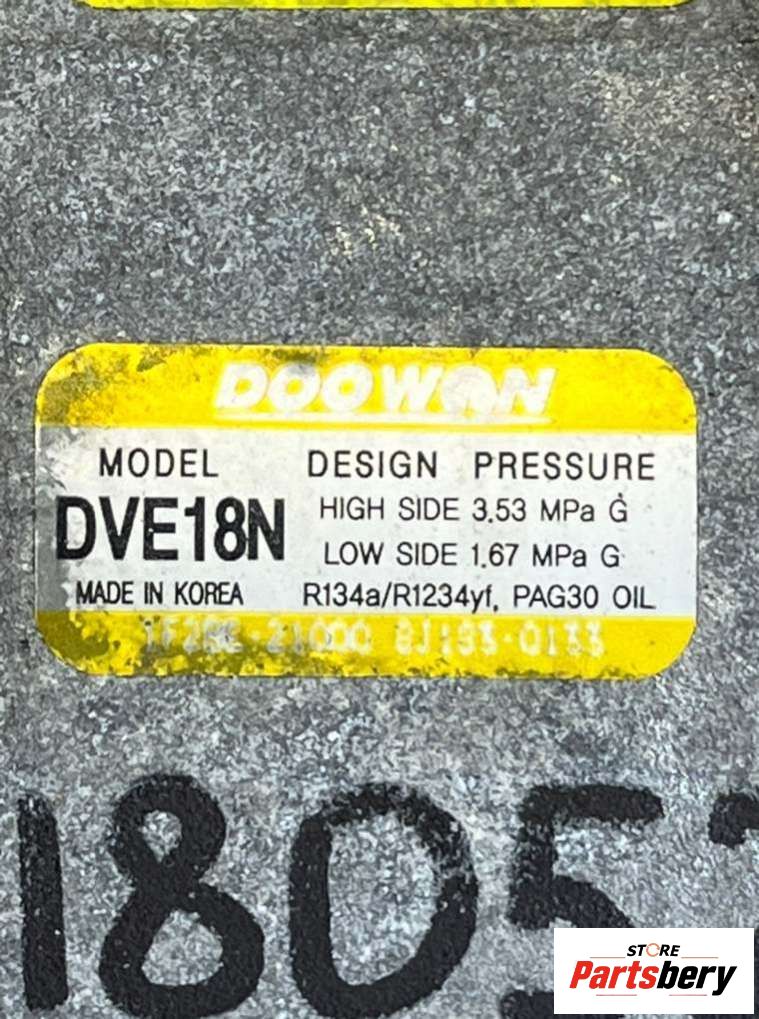 DOOWON
MODEL DESIGN PRESSURE
DVE18N HIGH SIDE 3.53 MPa G
LOW SIDE 1.67 MPa G
MADE IN KOREA R134a/R1234yf, PAG30 OIL
1805
STORE
Partsbery